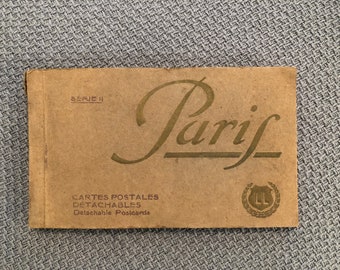 SÉRIE II
Paris
CARTES POSTALES
DÉTACHABLES
Detachable Postcards
LL